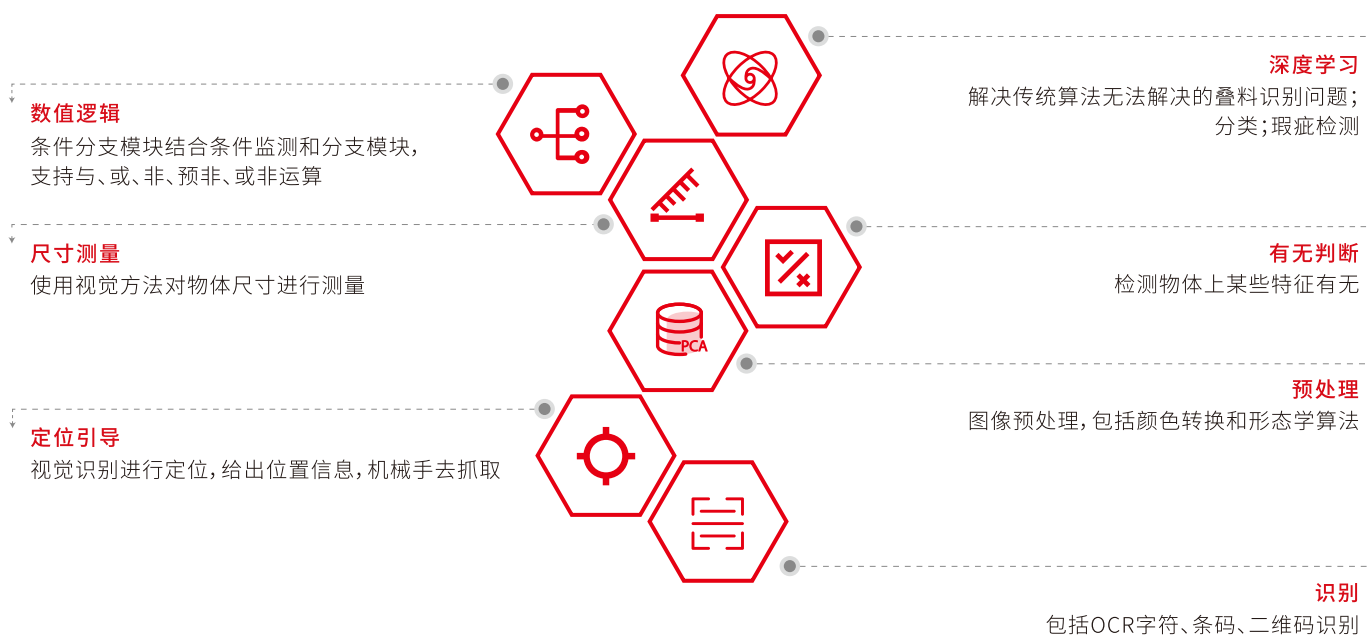 深度学习
解决传统算法无法解决的叠料识别问题；
分类；瑕疵检测
数值逻辑
条件分支模块结合条件监测和分支模块，
支持与、或、非、预非、或非运算
尺寸测量
使用视觉方法对物体尺寸进行测量
有无判断
检测物体上某些特征有无
PCA
预处理
图像预处理，包括颜色转换和形态学算法
定位引导
视觉识别进行定位，给出位置信息，机械手去抓取
识别
包括OCR字符、条码、二维码识别